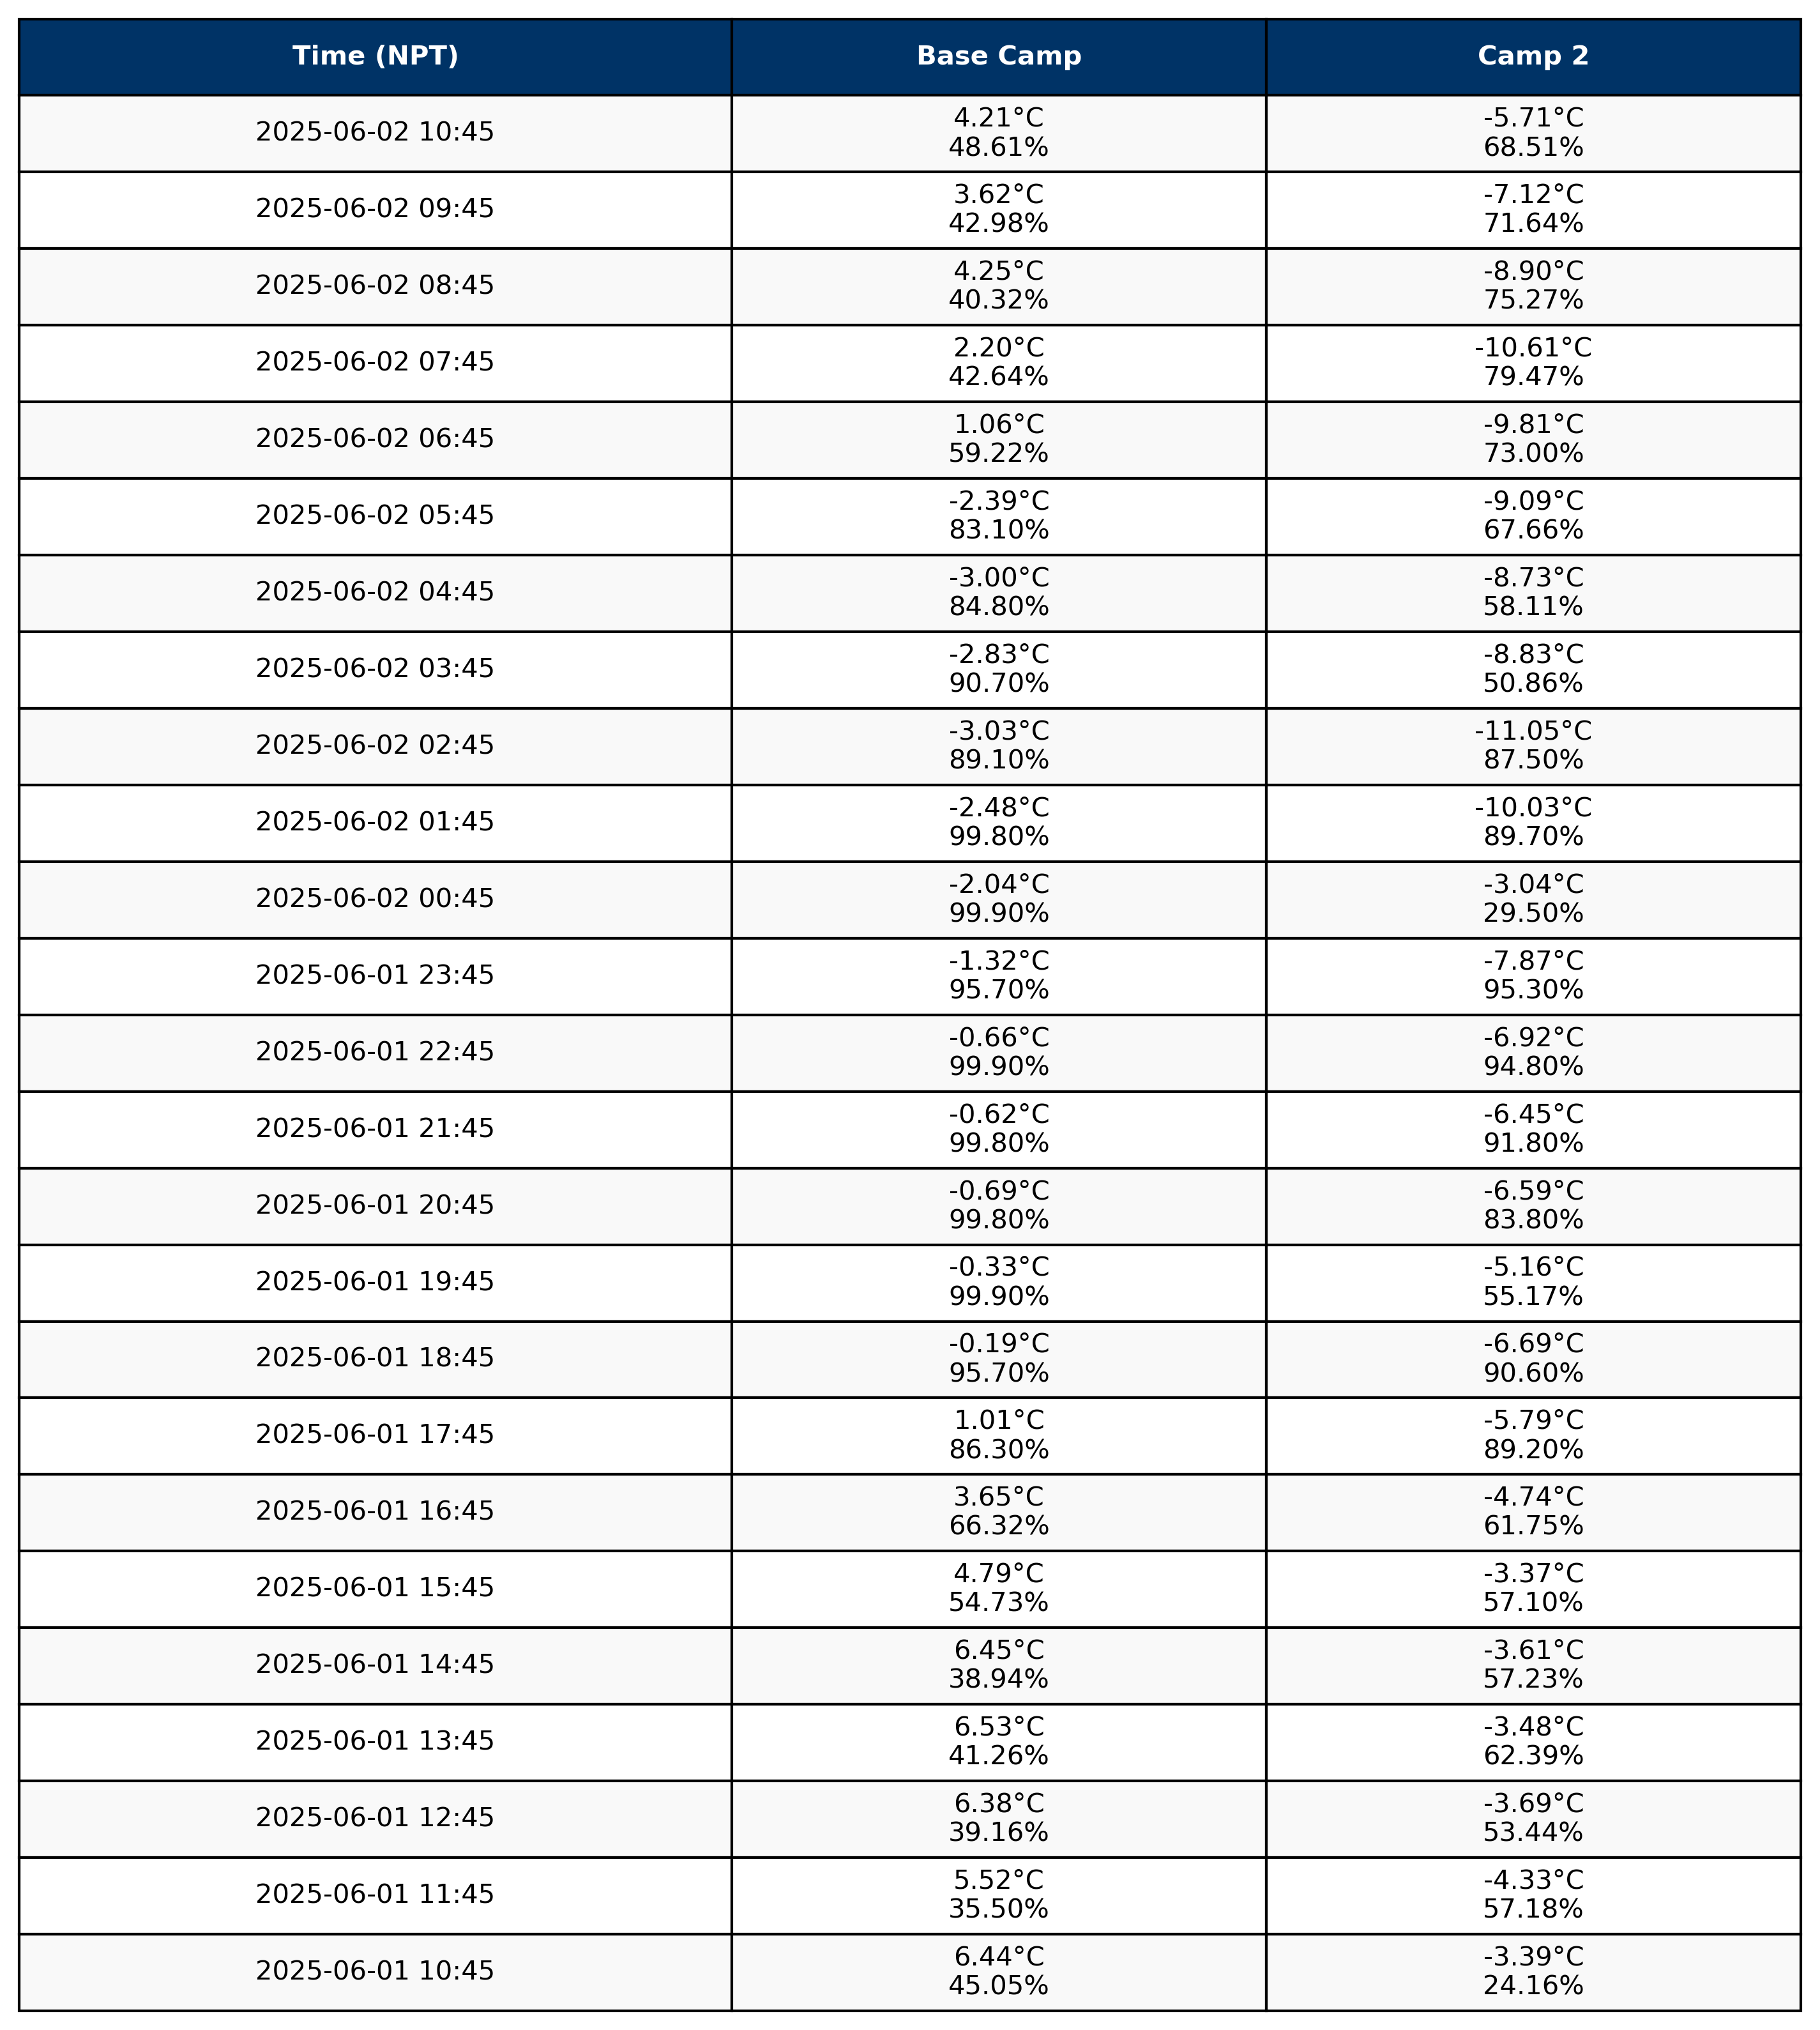 Time (NPT) Base Camp Camp 2
2025-06-02 10:45 4.21°C -5.71°C
48.61% 68.51%
2025-06-02 09:45 3.62°C -7.12°C
42.98% 71.64%
2025-06-02 08:45 4.25°C -8.90°C
40.32% 75.27%
2025-06-02 07:45 2.20°C -10.61°C
42.64% 79.47%
2025-06-02 06:45 1.06°C -9.81°C
59.22% 73.00%
2025-06-02 05:45 -2.39°C -9.09°C
83.10% 67.66%
2025-06-02 04:45 -3.00°C -8.73°C
84.80% 58.11%
2025-06-02 03:45 -2.83°C -8.83°C
90.70% 50.86%
2025-06-02 02:45 -3.03°C -11.05°C
89.10% 87.50%
2025-06-02 01:45 -2.48°C -10.03°C
99.80% 89.70%
2025-06-02 00:45 -2.04°C -3.04°C
99.90% 29.50%
2025-06-01 23:45 -1.32°C -7.87°C
95.70% 95.30%
2025-06-01 22:45 -0.66°C -6.92°C
99.90% 94.80%
2025-06-01 21:45 -0.62°C -6.45°C
99.80% 91.80%
2025-06-01 20:45 -0.69°C -6.59°C
99.80% 83.80%
2025-06-01 19:45 -0.33°C -5.16°C
99.90% 55.17%
2025-06-01 18:45 -0.19°C -6.69°C
95.70% 90.60%
2025-06-01 17:45 1.01°C -5.79°C
86.30% 89.20%
2025-06-01 16:45 3.65°C -4.74°C
66.32% 61.75%
2025-06-01 15:45 4.79°C -3.37°C
54.73% 57.10%
2025-06-01 14:45 6.45°C -3.61°C
38.94% 57.23%
2025-06-01 13:45 6.53°C -3.48°C
41.26% 62.39%
2025-06-01 12:45 6.38°C -3.69°C
39.16% 53.44%
2025-06-01 11:45 5.52°C -4.33°C
35.50% 57.18%
2025-06-01 10:45 6.44°C -3.39°C
45.05% 24.16%